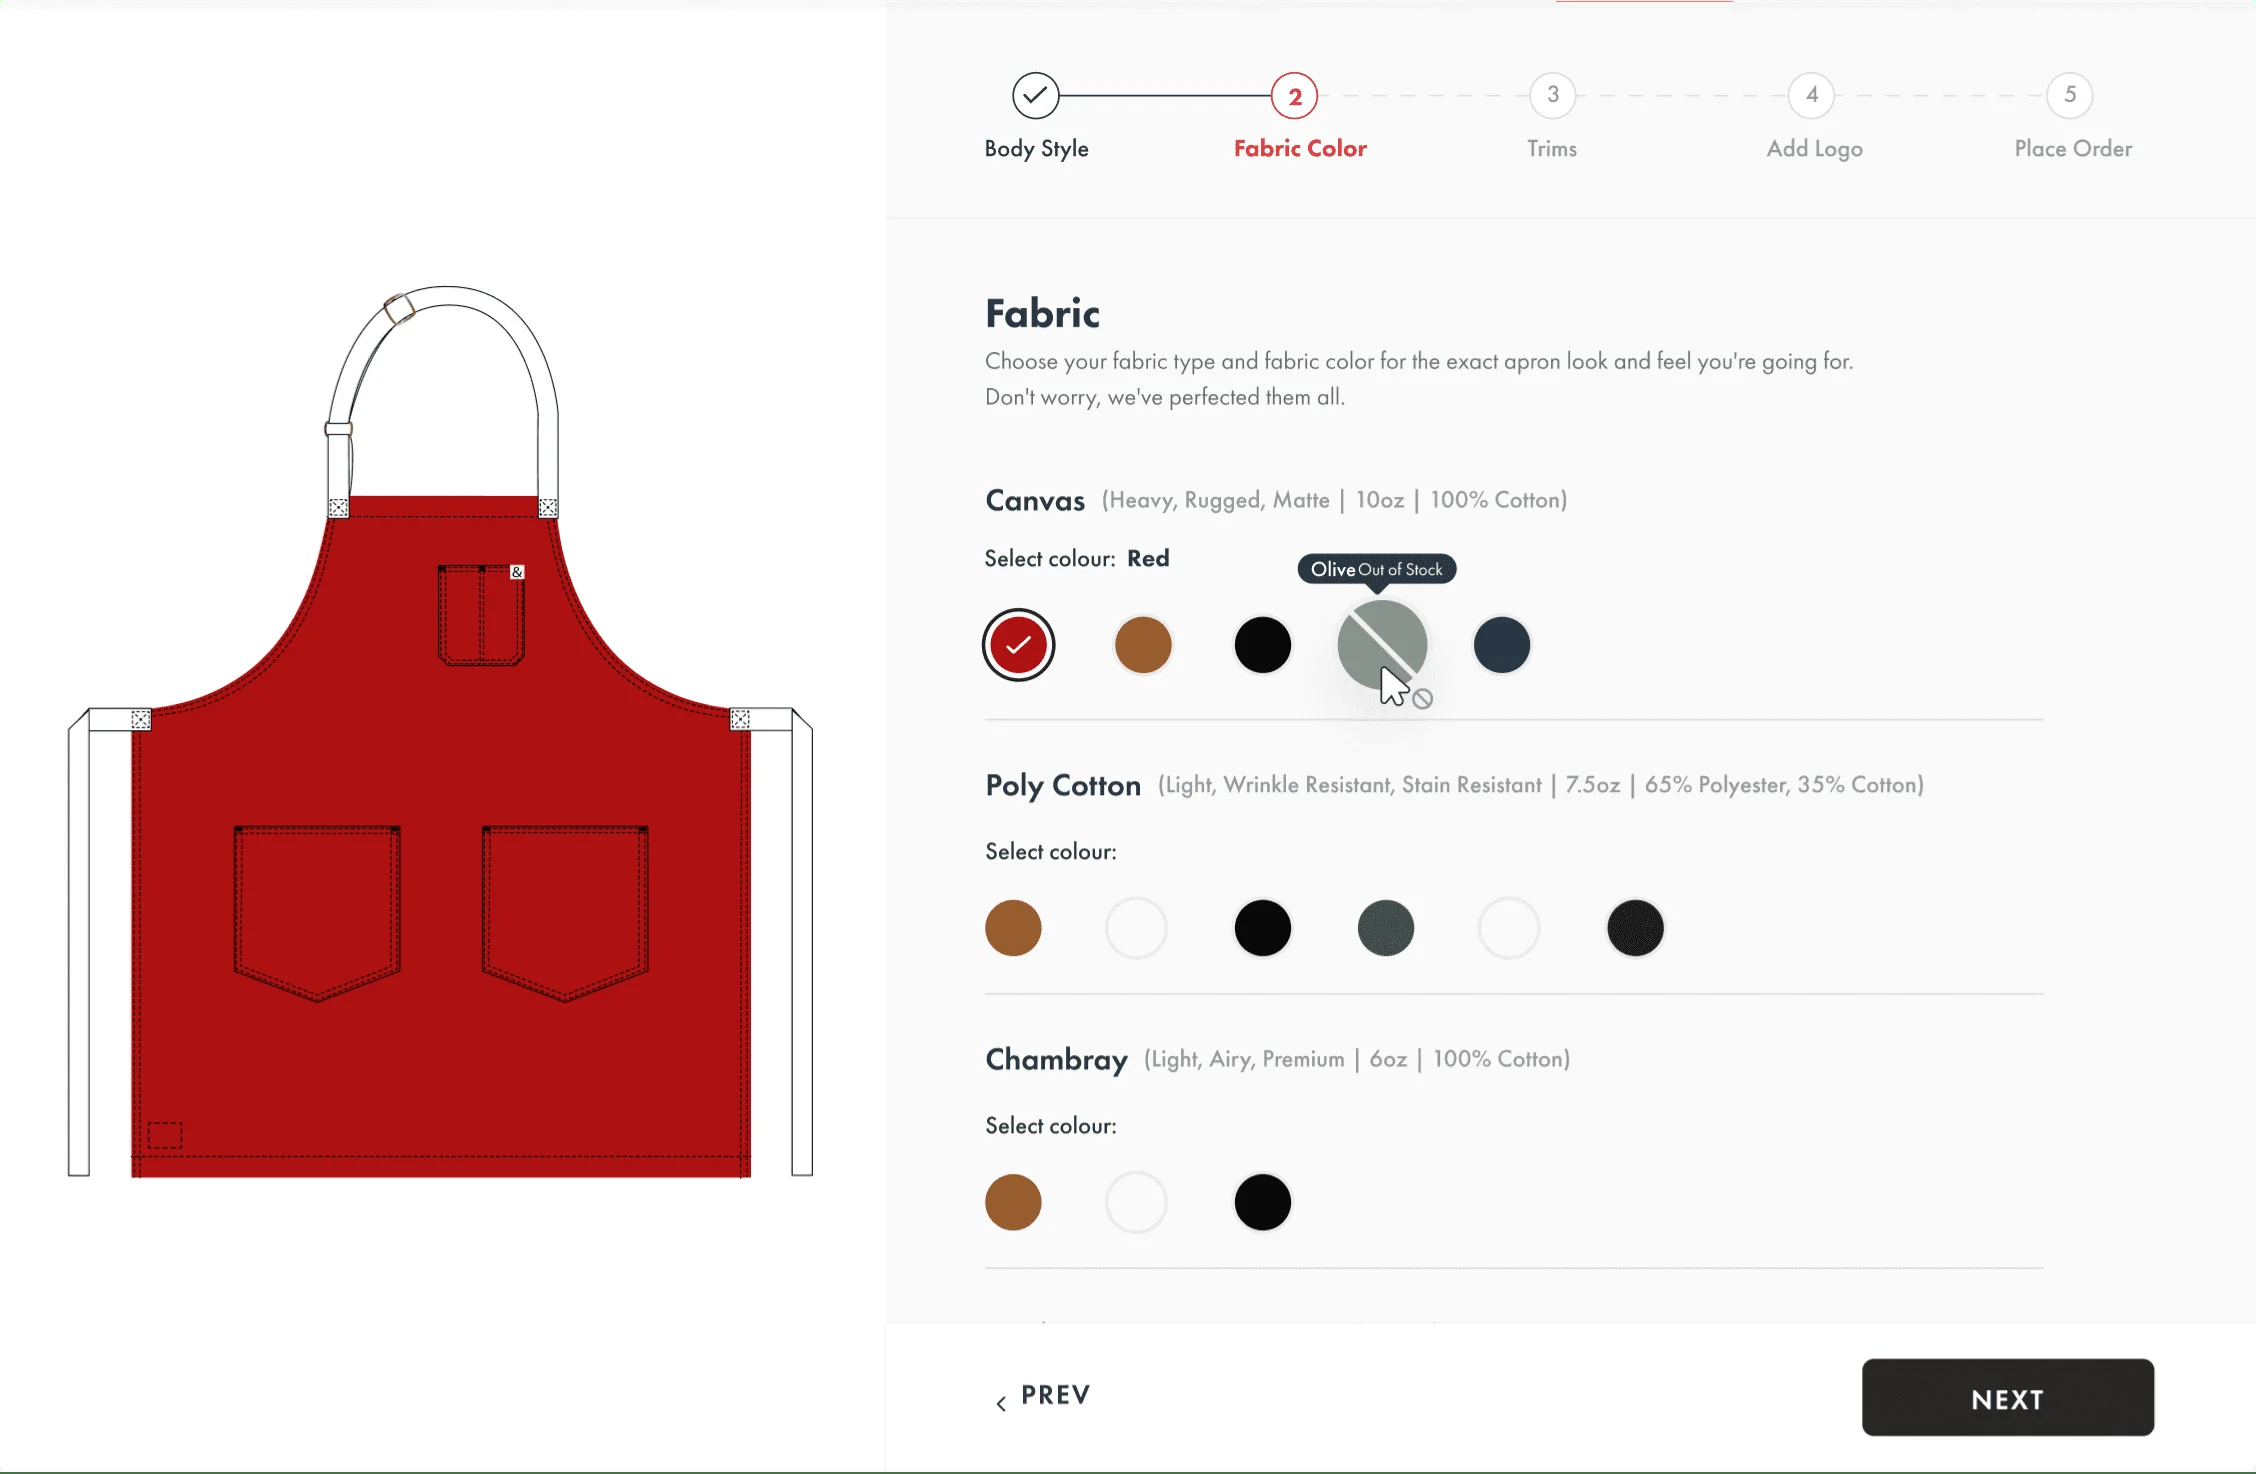 2
3
4
5
Body Style
Fabric Color
Trims
Add Logo
Place Order
Fabric
Choose your fabric type and fabric color for the exact apron look and feel you're going for.
Don't worry, we've perfected them all.
Canvas (Heavy, Rugged, Matte | 10oz | 100% Cotton)
Select colour: Red
Olive Out of Stock
&
Poly Cotton (Light, Wrinkle Resistant, Stain Resistant | 7.5oz | 65% Polyester, 35% Cotton)
Select colour:
Chambray (Light, Airy, Premium | 6oz | 100% Cotton)
Select colour:
PREV
NEXT